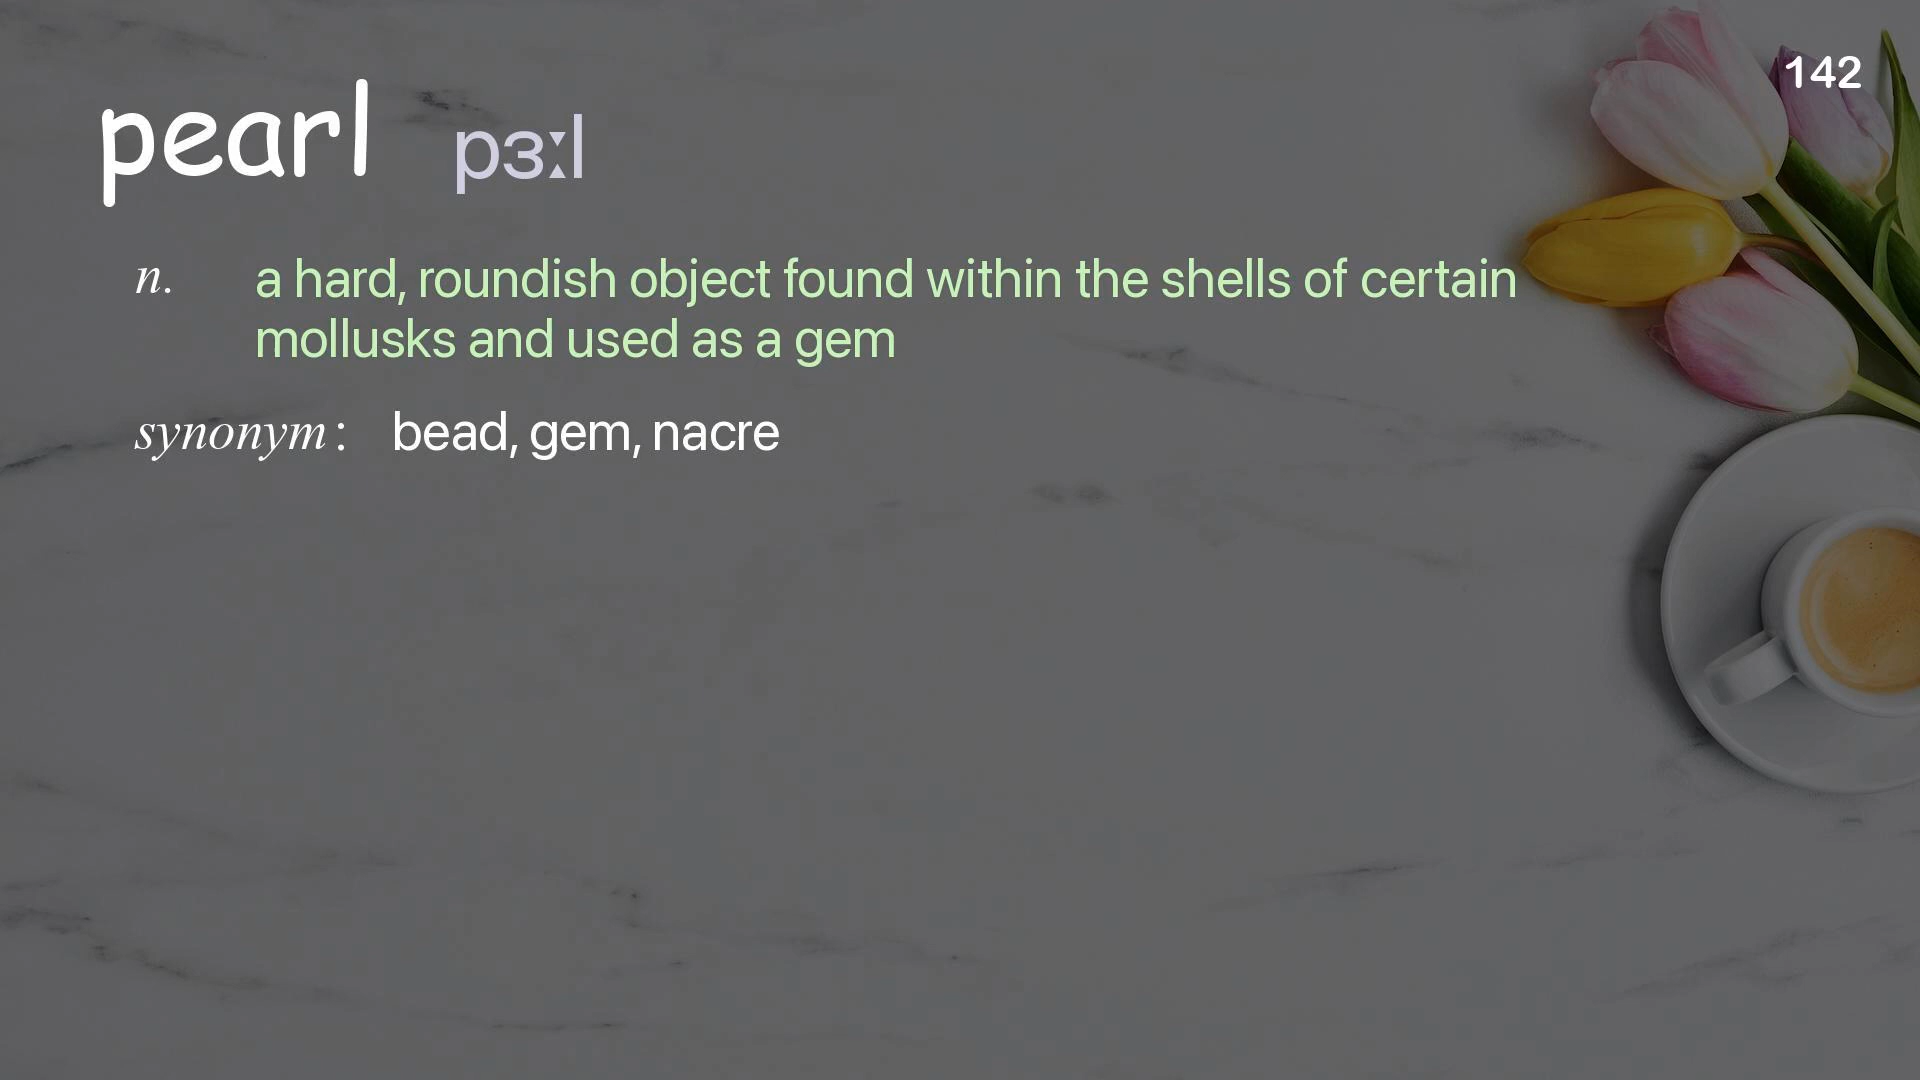 142
pearl pɜːl
n. a hard, roundish object found within the shells of certain
mollusks and used as a gem
synonym: bead, gem, nacre